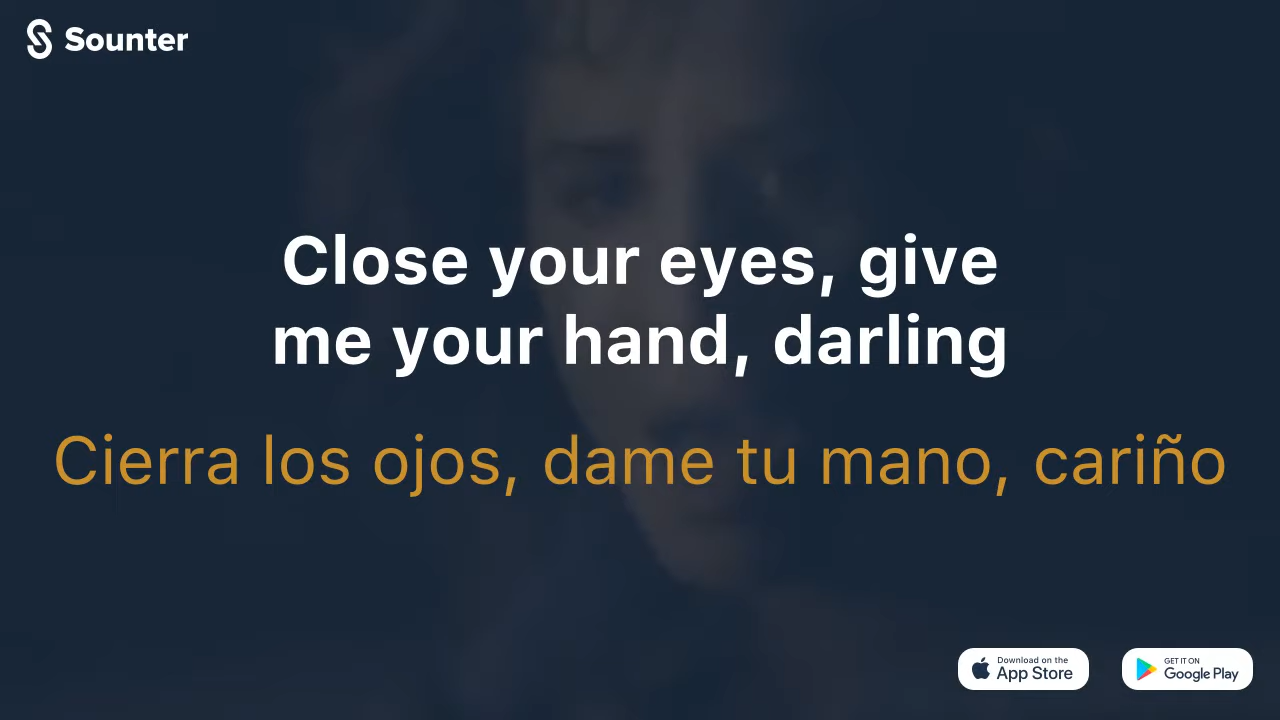 Sounter
Close your eyes, give
me your hand, darling
Cierra los ojos, dame tu mano, cariño
Download on the
App Store
GET IT ON
Google Play